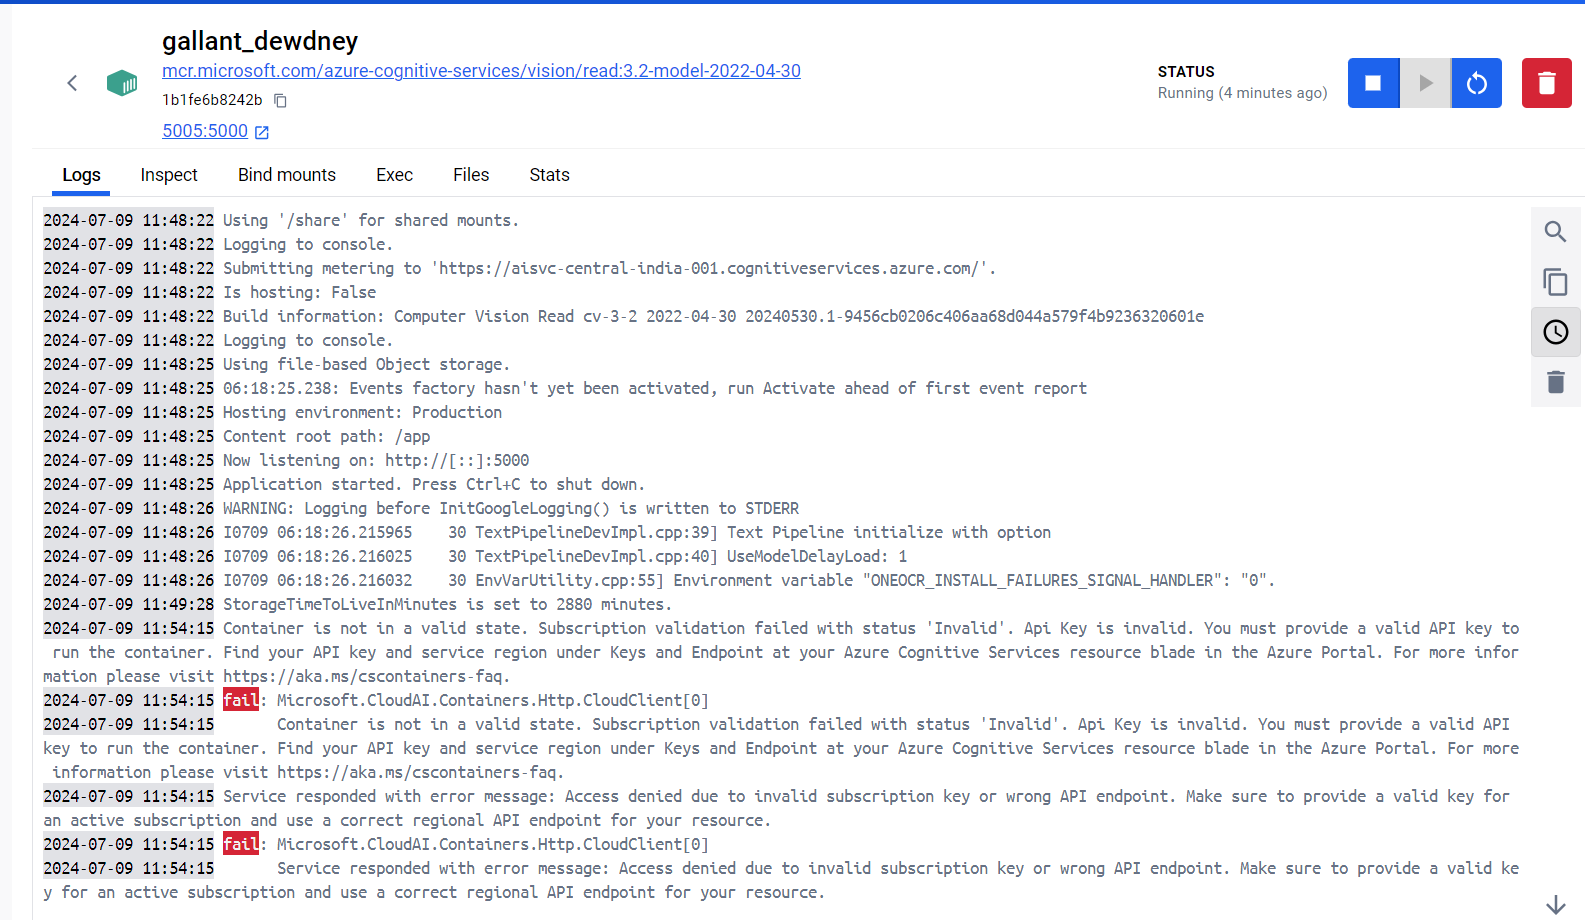 gallant_dewdney
mcr.microsoft.com/azure-cognitive-services/vision/read:3.2-model-2022-04-30
1b1fe6b8242b
5005:5000
STATUS
Running (4 minutes ago)
Logs Inspect Bind mounts Exec Files Stats
2024-07-09 11:48:22 Using '/share' for shared mounts.
2024-07-09 11:48:22 Logging to console.
2024-07-09 11:48:22 Submitting metering to 'https://aisvc-central-india-001.cognitiveservices.azure.com/'.
2024-07-09 11:48:22 Is hosting: False
2024-07-09 11:48:22 Build information: Computer Vision Read cv-3-2 2022-04-30 20240530.1-9456cb0206c406aa68d044a579f4b9236320601e
2024-07-09 11:48:22 Logging to console.
2024-07-09 11:48:25 Using file-based Object storage.
2024-07-09 11:48:25 06:18:25.238: Events factory hasn't yet been activated, run Activate ahead of first event report
2024-07-09 11:48:25 Hosting environment: Production
2024-07-09 11:48:25 Content root path: /app
2024-07-09 11:48:25 Now listening on: http://[::]:5000
2024-07-09 11:48:25 Application started. Press Ctrl+C to shut down.
2024-07-09 11:48:26 WARNING: Logging before InitGoogleLogging() is written to STDERR
2024-07-09 11:48:26 I0709 06:18:26.215965    30 TextPipelineDevImpl.cpp:39] Text Pipeline initialize with option
2024-07-09 11:48:26 I0709 06:18:26.216025    30 TextPipelineDevImpl.cpp:40] UseModelDelayLoad: 1
2024-07-09 11:48:26 I0709 06:18:26.216032    30 EnvVarUtility.cpp:55] Environment variable "ONEOCR_INSTALL_FAILURES_SIGNAL_HANDLER": "0".
2024-07-09 11:49:28 StorageTimeToLiveInMinutes is set to 2880 minutes.
2024-07-09 11:54:15 Container is not in a valid state. Subscription validation failed with status 'Invalid'. Api Key is invalid. You must provide a valid API key to
run the container. Find your API key and service region under Keys and Endpoint at your Azure Cognitive Services resource blade in the Azure Portal. For more infor
mation please visit https://aka.ms/cscontainers-faq.
2024-07-09 11:54:15 fail: Microsoft.CloudAI.Containers.Http.CloudClient[0]
2024-07-09 11:54:15       Container is not in a valid state. Subscription validation failed with status 'Invalid'. Api Key is invalid. You must provide a valid API
key to run the container. Find your API key and service region under Keys and Endpoint at your Azure Cognitive Services resource blade in the Azure Portal. For more
information please visit https://aka.ms/cscontainers-faq.
2024-07-09 11:54:15 Service responded with error message: Access denied due to invalid subscription key or wrong API endpoint. Make sure to provide a valid key for
an active subscription and use a correct regional API endpoint for your resource.
2024-07-09 11:54:15 fail: Microsoft.CloudAI.Containers.Http.CloudClient[0]
2024-07-09 11:54:15       Service responded with error message: Access denied due to invalid subscription key or wrong API endpoint. Make sure to provide a valid ke
y for an active subscription and use a correct regional API endpoint for your resource.